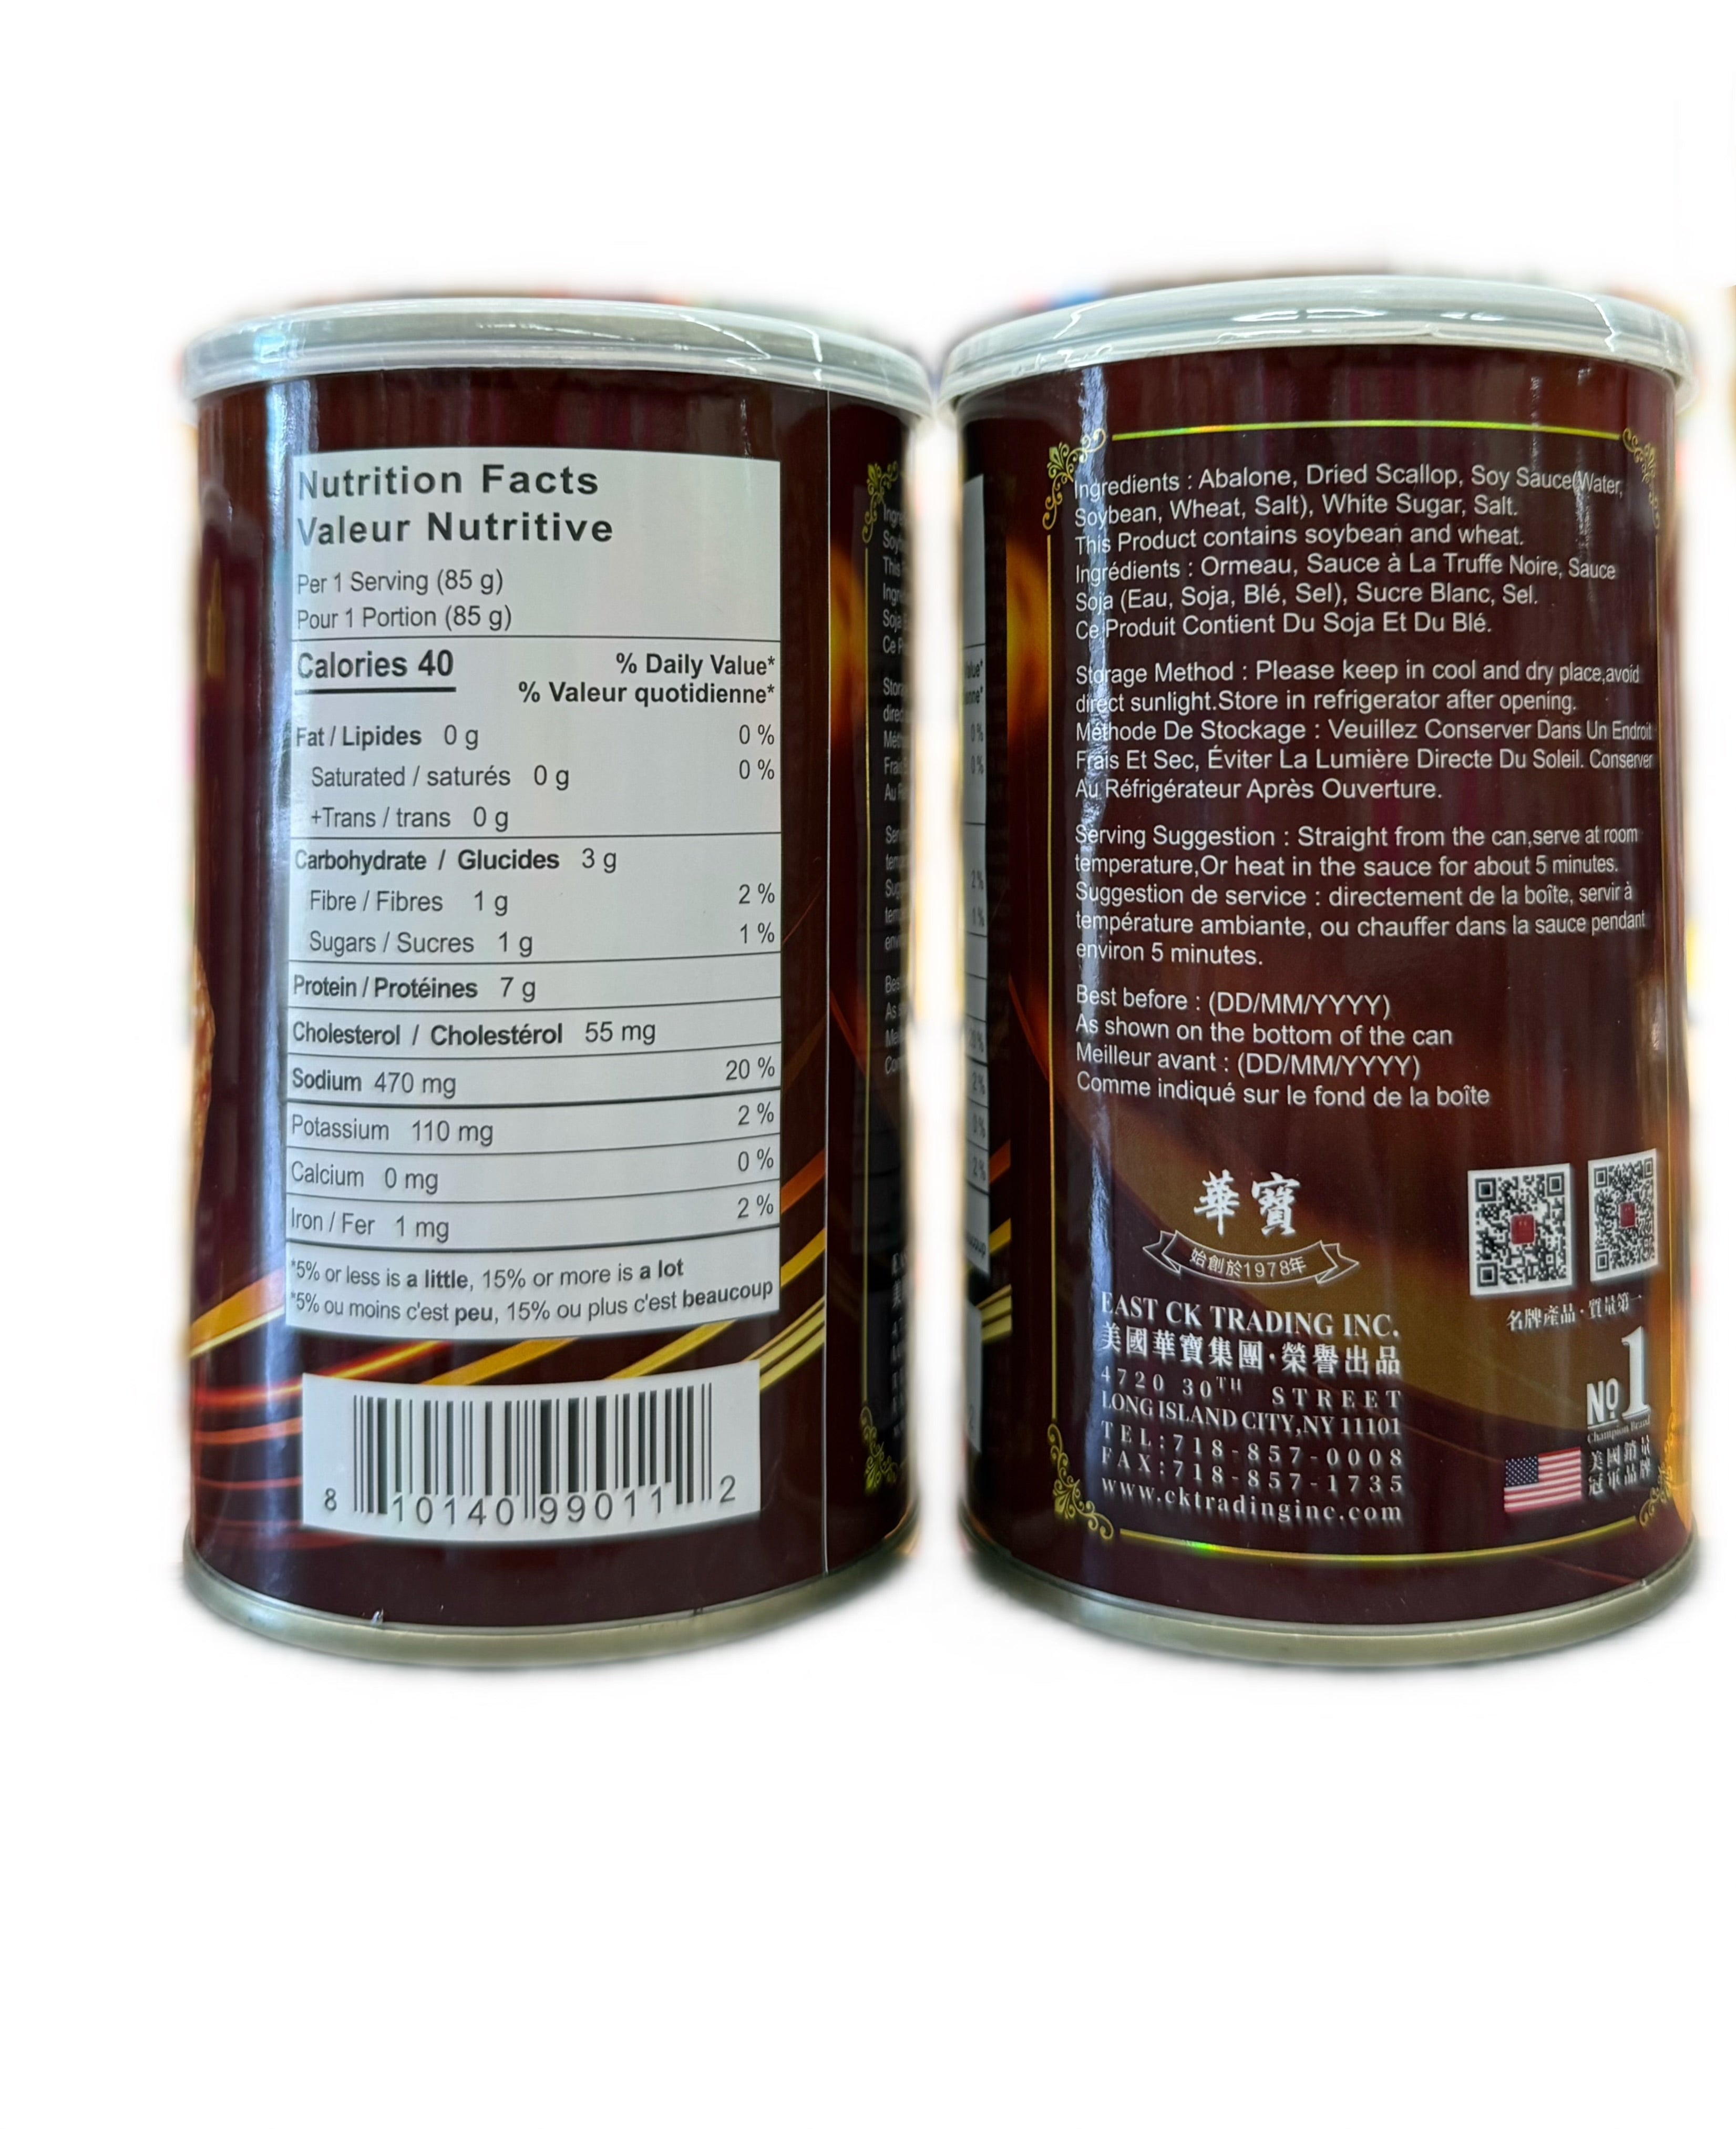 Nutrition Facts
Valeur Nutritive
Per 1 Serving (85 g)
Pour 1 Portion (85 g)
Calories 40 % Daily Value*
% Valeur quotidienne*
Fat / Lipides 0 g 0 %
Saturated / saturés 0 g 0 %
+Trans / trans 0 g
Carbohydrate / Glucides 3 g
Fibre / Fibres 1 g 2 %
Sugars / Sucres 1 g 1 %
Protein / Protéines 7 g
Cholesterol / Cholestérol 55 mg
Sodium 470 mg 20 %
Potassium 110 mg 2 %
Calcium 0 mg 0 %
Iron / Fer 1 mg 2 %
*5% or less is a little, 15% or more is a lot
*5% ou moins c'est peu, 15% ou plus c'est beaucoup
8 10140 99011 2
Ingredients : Abalone, Dried Scallop, Soy Sauce(Water,
Soybean, Wheat, Salt), White Sugar, Salt.
This Product contains soybean and wheat.
Ingrédients : Ormeau, Sauce à La Truffe Noire, Sauce
Soja (Eau, Soja, Blé, Sel), Sucre Blanc, Sel.
Ce Produit Contient Du Soja Et Du Blé.
Storage Method : Please keep in cool and dry place,avoid
direct sunlight.Store in refrigerator after opening.
Méthode De Stockage : Veuillez Conserver Dans Un Endroit
Frais Et Sec, Éviter La Lumière Directe Du Soleil. Conserver
Au Réfrigérateur Après Ouverture.
Serving Suggestion : Straight from the can,serve at room
temperature,Or heat in the sauce for about 5 minutes.
Suggestion de service : directement de la boîte, servir à
température ambiante, ou chauffer dans la sauce pendant
environ 5 minutes.
Best before : (DD/MM/YYYY)
As shown on the bottom of the can
Meilleur avant : (DD/MM/YYYY)
Comme indiqué sur le fond de la boîte
華寶
始創於1978年
EAST CK TRADING INC.
美國華寶集團·榮譽出品
4720 30TH STREET
LONG ISLAND CITY,NY 11101
TEL:718-857-0008
FAX:718-857-1735
www.cktradinginc.com
名牌產品·質量第一
NO 1
Champion Brand
美國銷量
冠軍品牌